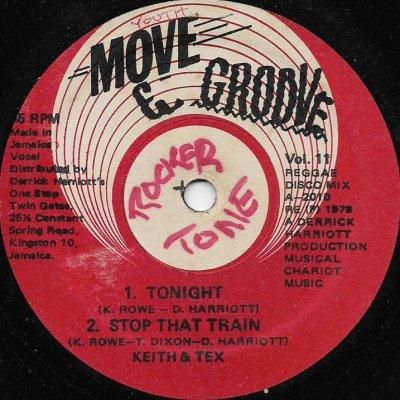 YOUTH
MOVE
& GROOVE
45 RPM
Made in
Jamaica
Vocal
Distributed by
Derrick Harriott's
One Stop
Twin Gates
25½ Constant
Spring Road,
Kingston 10,
Jamaica.
Vol. 11
REGGAE
DISCO MIX
A-2010
RE (P) 1978
A DERRICK
HARRIOTT
PRODUCTION
MUSICAL
CHARIOT
MUSIC
ROCKER
TONE
1. TONIGHT
(K. ROWE - D. HARRIOTT)
2. STOP THAT TRAIN
(K. ROWE-T. DIXON-D. HARRIOTT)
KEITH & TEX